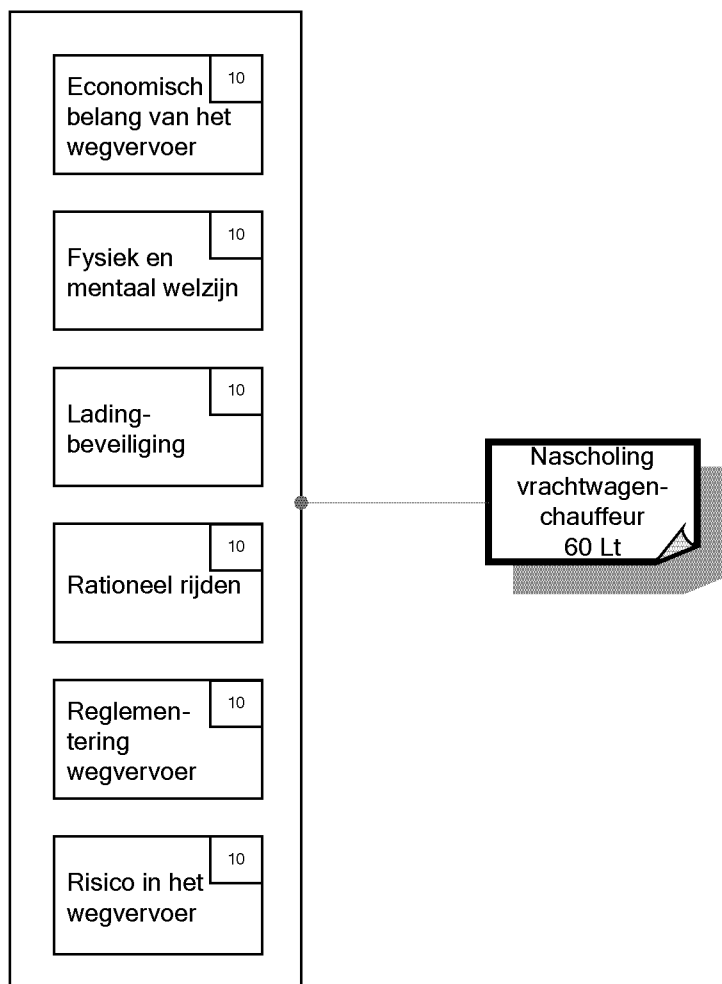 10
Economisch
belang van het
wegvervoer
10
Fysiek en
mentaal welzijn
10
Lading-
beveiliging
10
Rationeel rijden
10
Reglemen-
tering
wegvervoer
10
Risico in het
wegvervoer
Nascholing
vrachtwagen-
chauffeur
60 Lt